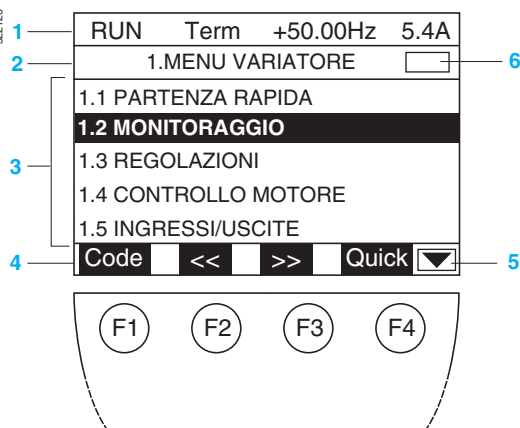 1 RUN Term +50.00Hz 5.4A
2 1.MENU VARIATORE 6
1.1 PARTENZA RAPIDA
1.2 MONITORAGGIO
3 1.3 REGOLAZIONI
1.4 CONTROLLO MOTORE
1.5 INGRESSI/USCITE
4 Code << >> Quick 5
F1 F2 F3 F4